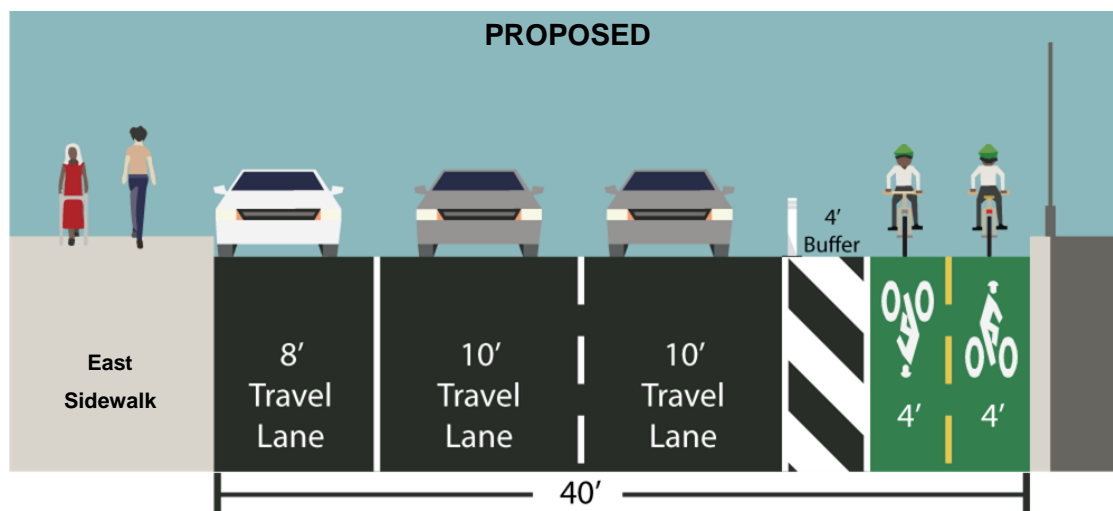 PROPOSED
4’
Buffer
East
Sidewalk
8’
Travel
Lane
10’
Travel
Lane
10’
Travel
Lane
4’
4’
40’